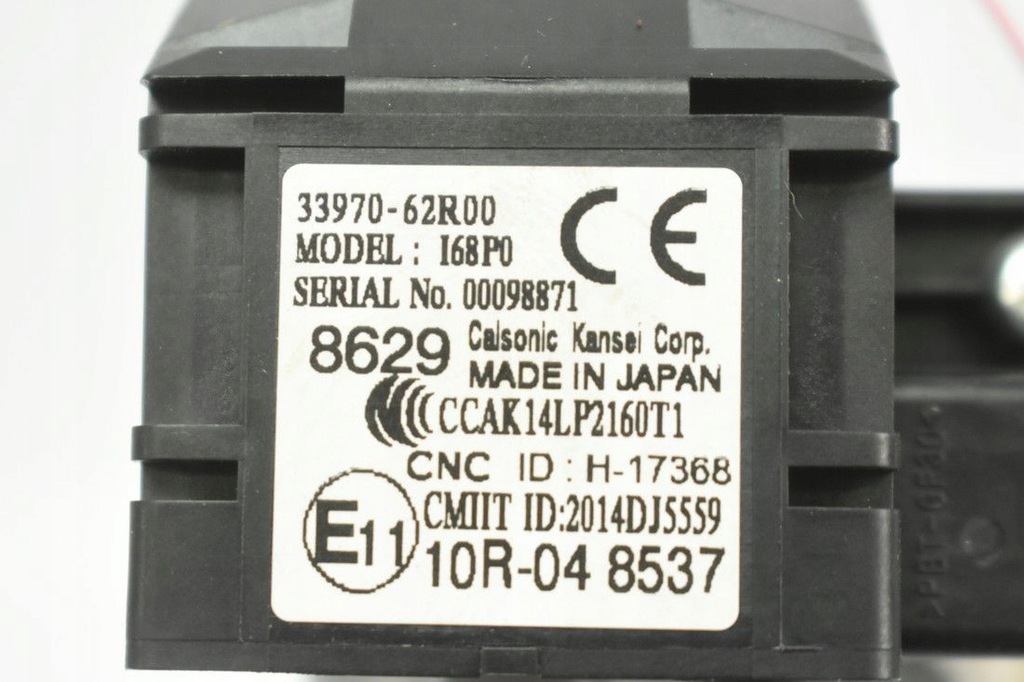 33970-62R00
MODEL : I68P0
SERIAL No. 00098871
CE
8629
Calsonic Kansei Corp.
MADE IN JAPAN
CCAK14LP2160T1
CNC ID : H-17368
E11
CMIIT ID:2014DJ5559
10R-04 8537